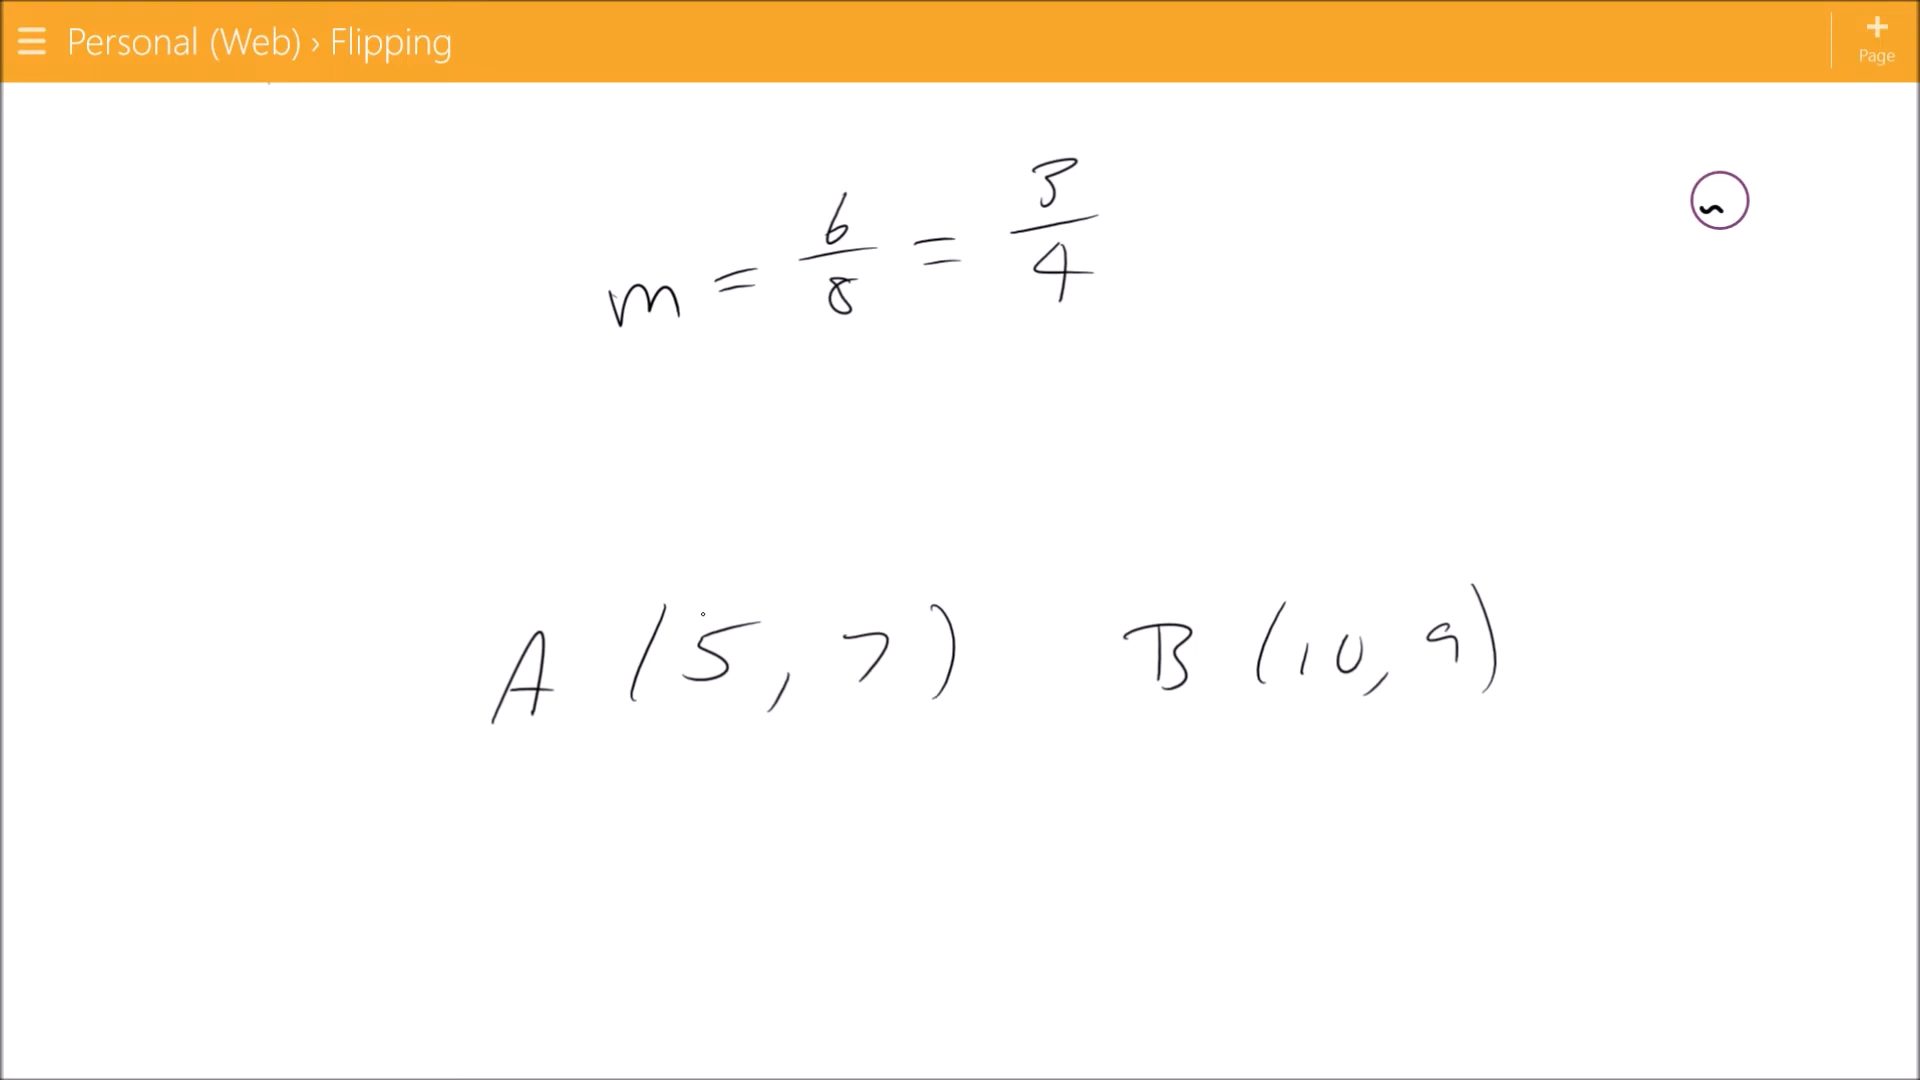 Personal (Web) › Flipping
+
Page
m = 6/8 = 3/4
A (5, 7) B (10, 9)